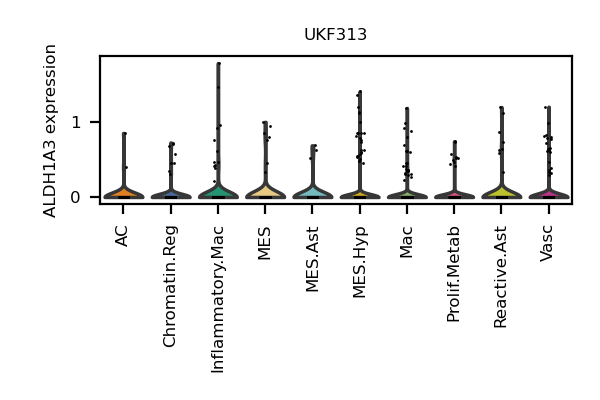 UKF313
ALDH1A3 expression
1
0
AC
Chromatin.Reg
Inflammatory.Mac
MES
MES.Ast
MES.Hyp
Mac
Prolif.Metab
Reactive.Ast
Vasc